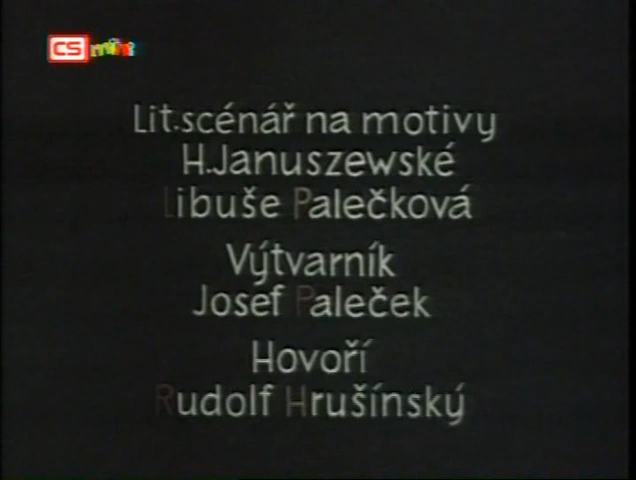 CS mini
Lit.scénář na motivy
H.Januszewské
Libuše Palečková
Výtvarník
Josef Paleček
Hovoří
Rudolf Hrušínský